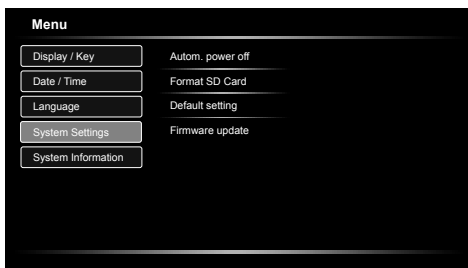 Menu
Display / Key
Date / Time
Language
System Settings
System Information
Autom. power off
Format SD Card
Default setting
Firmware update